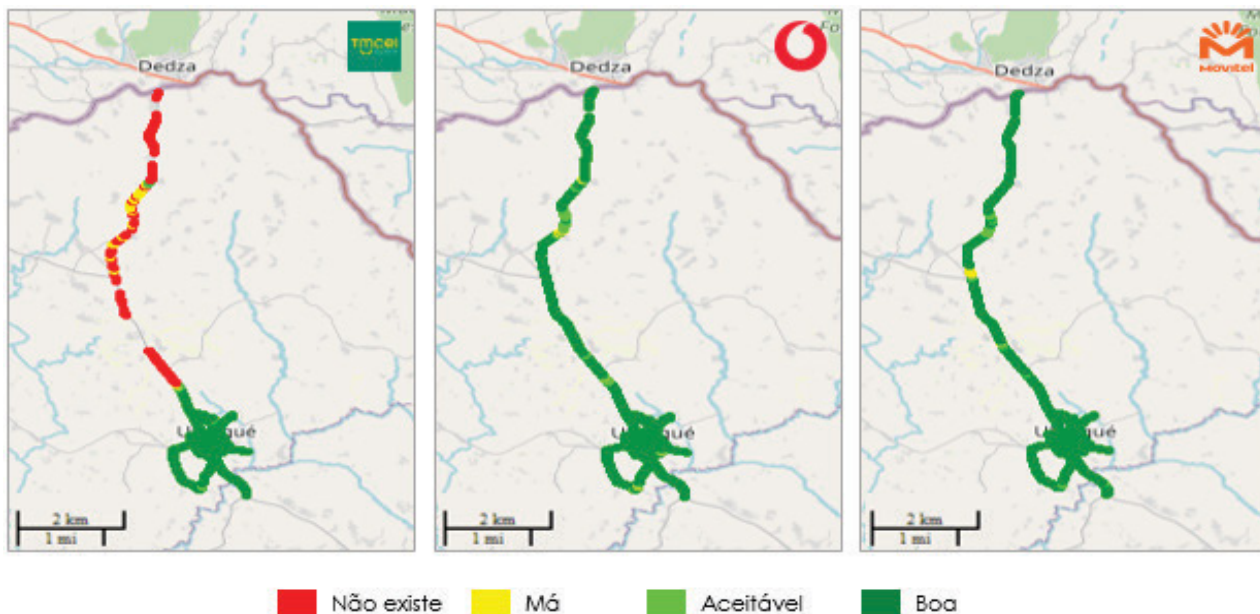 Tmcel
Dedza
2 km
1 mi
Dedza
2 km
1 mi
Movitel
Dedza
2 km
1 mi
Não existe
Má
Aceitável
Boa